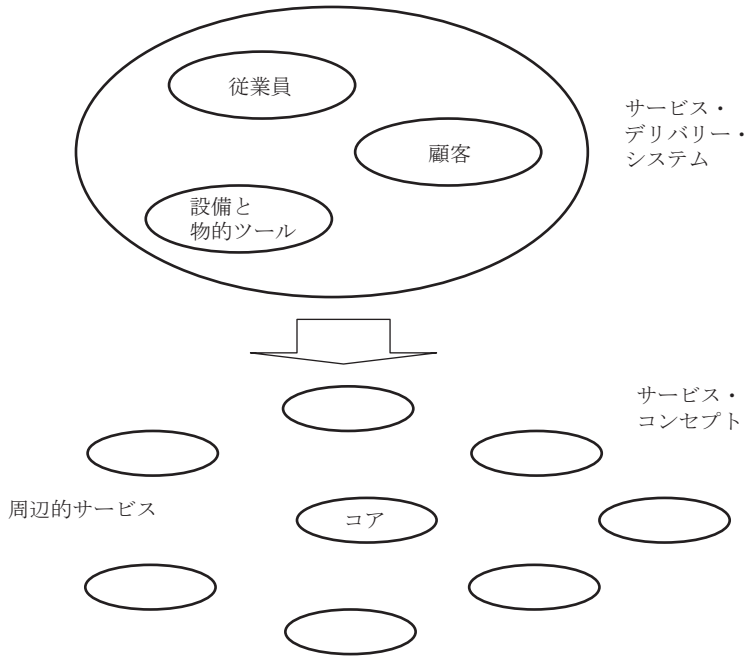 従業員
顧客
設備と
物的ツール
サービス・
デリバリー・
システム
サービス・
コンセプト
周辺的サービス
コア